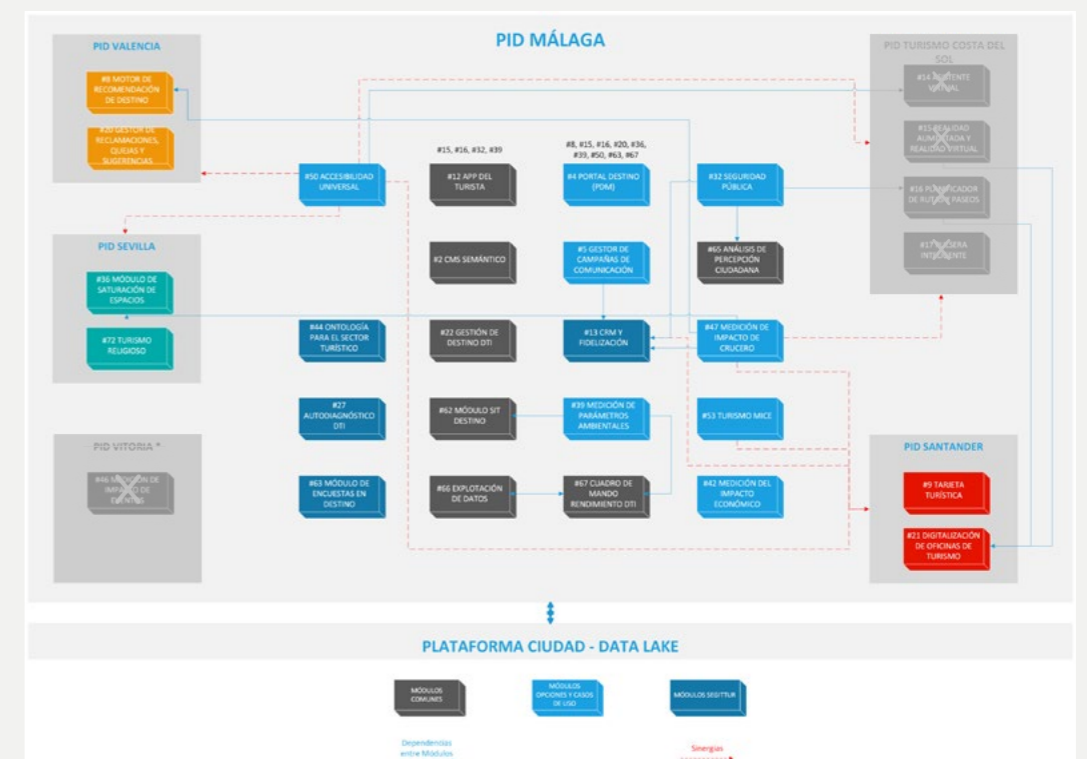 PID MÁLAGA
PID VALENCIA
#8 MOTOR DE
RECOMENDACIÓN
DE DESTINO
#20 GESTOR DE
RECLAMACIONES,
QUEJAS Y
SUGERENCIAS
PID SEVILLA
#36 MÓDULO DE
SATURACIÓN DE
ESPACIOS
#72 TURISMO
RELIGIOSO
PID VITORIA *
#46 MEDICIÓN DE
IMPACTO DE
EVENTOS
#50 ACCESIBILIDAD
UNIVERSAL
#15, #16, #32, #39
#12 APP DEL
TURISTA
#8, #15, #16, #20, #36,
#39, #50, #63, #67
#4 PORTAL DESTINO
(PDM)
#32 SEGURIDAD
PÚBLICA
#2 CMS SEMÁNTICO
#5 GESTOR DE
CAMPAÑAS DE
COMUNICACIÓN
#65 ANÁLISIS DE
PERCEPCIÓN
CIUDADANA
#44 ONTOLOGÍA
PARA EL SECTOR
TURÍSTICO
#22 GESTIÓN DE
DESTINO DTI
#13 CRM Y
FIDELIZACIÓN
#47 MEDICIÓN DE
IMPACTO DE
CRUCERO
#27
AUTODIAGNÓSTICO
DTI
#62 MÓDULO SIT
DESTINO
#39 MEDICIÓN DE
PARÁMETROS
AMBIENTALES
#53 TURISMO MICE
#63 MÓDULO DE
ENCUESTAS EN
DESTINO
#66 EXPLOTACIÓN
DE DATOS
#67 CUADRO DE
MANDO
RENDIMIENTO DTI
#42 MEDICIÓN DEL
IMPACTO
ECONÓMICO
PID TURISMO COSTA DEL
SOL
#14 ASISTENTE
VIRTUAL
#15 REALIDAD
AUMENTADA Y
REALIDAD VIRTUAL
#16 PLANIFICADOR
DE RUTAS Y PASEOS
#17 PULSERA
INTELIGENTE
PID SANTANDER
#9 TARJETA
TURÍSTICA
#21 DIGITALIZACIÓN
DE OFICINAS DE
TURISMO
PLATAFORMA CIUDAD - DATA LAKE
MÓDULOS
COMUNES
MÓDULOS
OPCIONES Y CASOS
DE USO
MÓDULOS SEGITTUR
Dependencias
entre Módulos
Sinergias